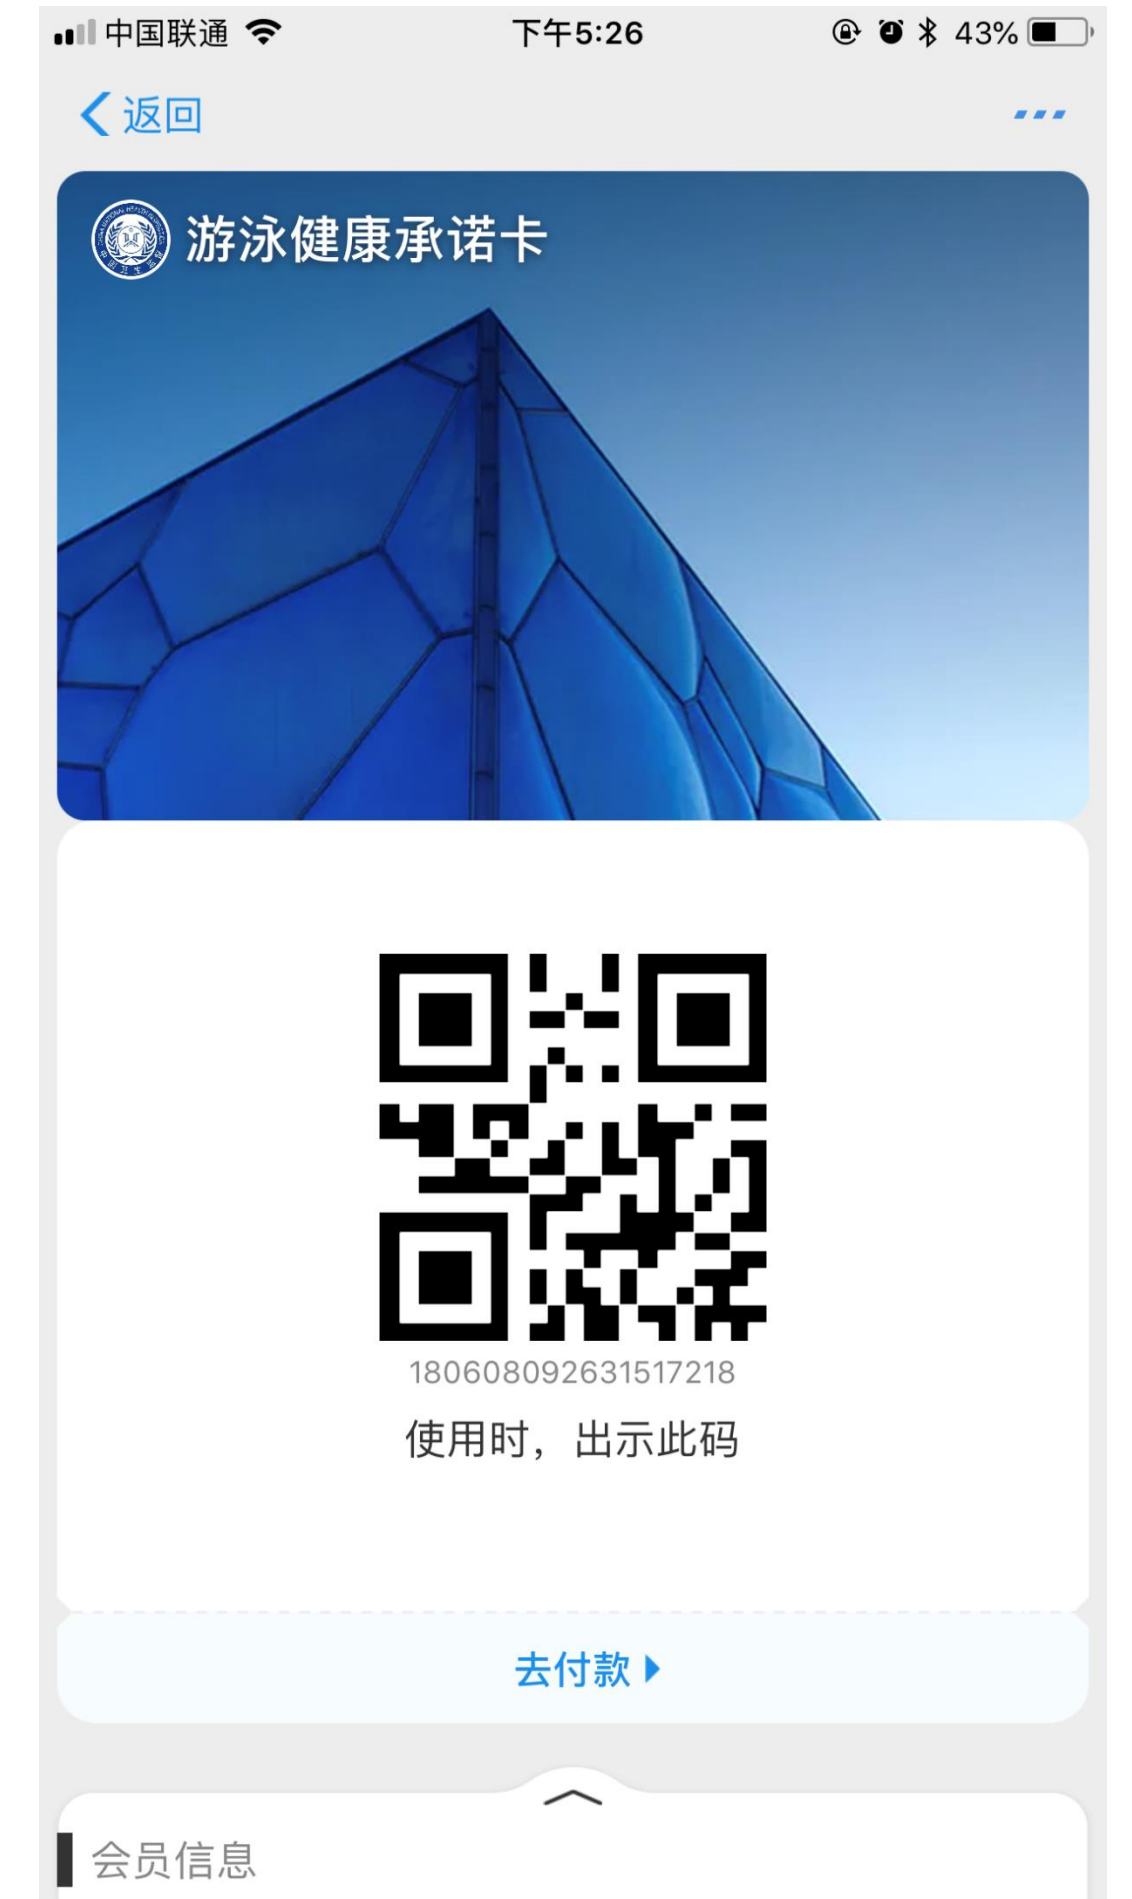 中国联通 下午5:26 43%
返回
游泳健康承诺卡
180608092631517218
使用时，出示此码
去付款
会员信息